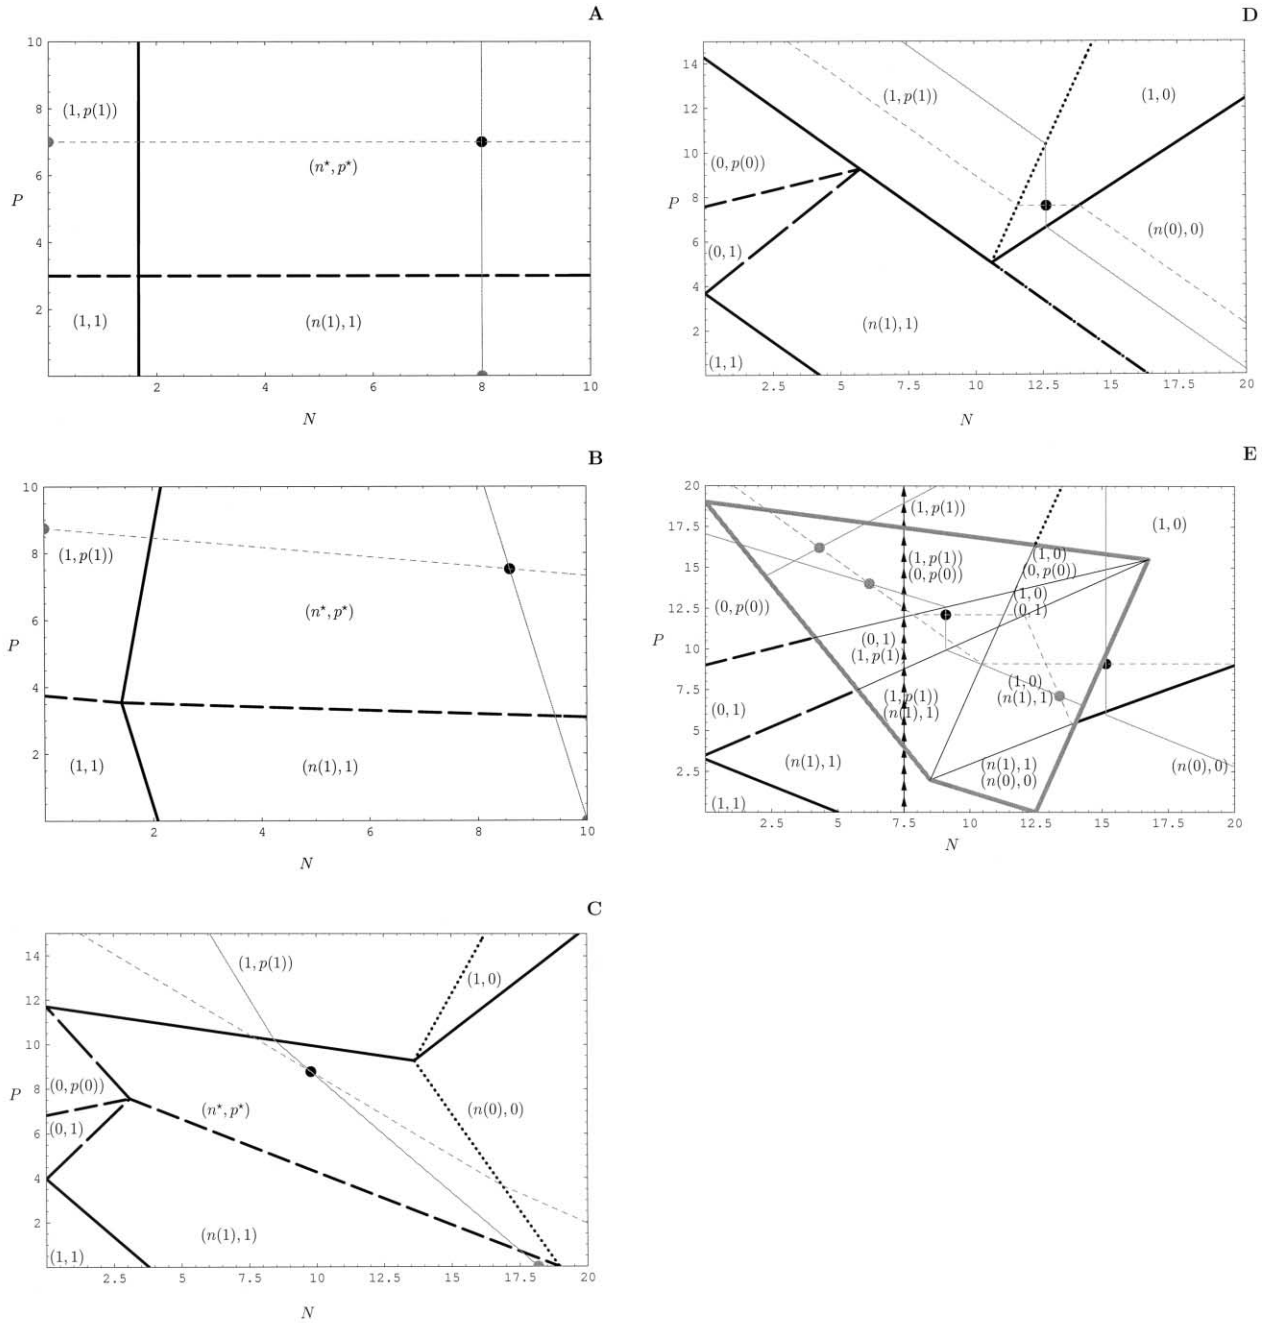 A
10
8
6
4
2
P
(1, p(1))
(n*, p*)
(1, 1)
(n(1), 1)
2
4
6
8
10
N
B
10
8
6
4
2
P
(1, p(1))
(n*, p*)
(1, 1)
(n(1), 1)
2
4
6
8
10
N
C
14
12
10
8
6
4
2
P
(1, p(1))
(1, 0)
(0, p(0))
(n*, p*)
(n(0), 0)
(0, 1)
(n(1), 1)
(1, 1)
2.5
5
7.5
10
12.5
15
17.5
20
N
D
14
12
10
8
6
4
2
P
(1, p(1))
(1, 0)
(0, p(0))
(n(0), 0)
(0, 1)
(n(1), 1)
(1, 1)
2.5
5
7.5
10
12.5
15
17.5
20
N
E
20
17.5
15
12.5
10
7.5
5
2.5
P
(1, p(1))
(1, 0)
(1, p(1))
(0, p(0))
(1, 0)
(0, p(0))
(1, 0)
(0, 1)
(0, p(0))
(0, 1)
(1, p(1)
(1, 0)
(n(1), 1)
(1, p(1))
(n(1), 1)
(0, 1)
(n(1), 1)
(n(1), 1)
(n(0), 0)
(n(0), 0)
(1, 1)
2.5
5
7.5
10
12.5
15
17.5
20
N